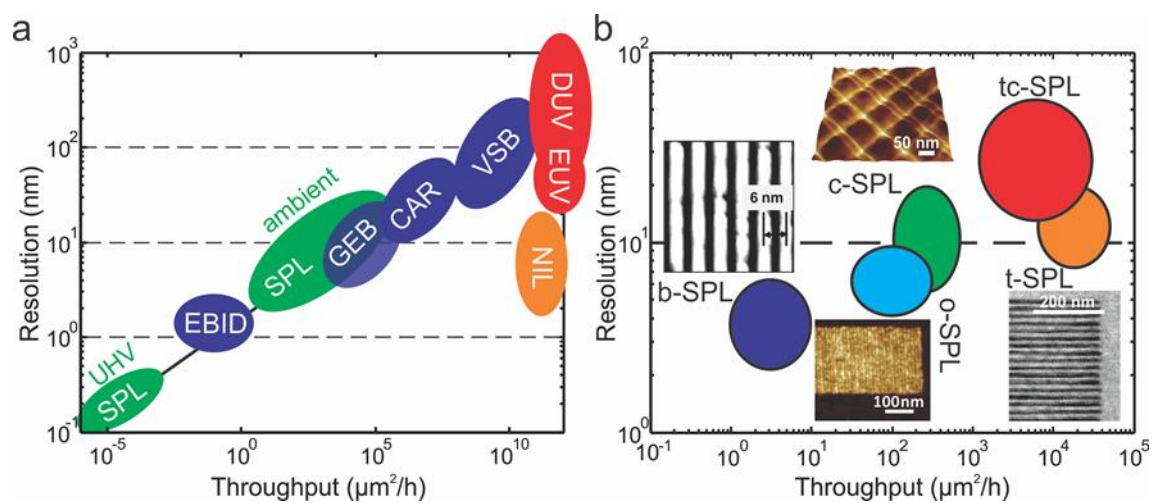 a
Resolution (nm)
10³
10²
10¹
10⁰
10⁻¹
10⁻⁵
10⁰
10⁵
10¹⁰
Throughput (µm²/h)
UHV
SPL
EBID
ambient
SPL
GEB
CAR
VSB
DUV
EUV
NIL
b
Resolution (nm)
10²
10¹
10⁰
10⁻¹
10⁰
10¹
10²
10³
10⁴
10⁵
Throughput (µm²/h)
50 nm
tc-SPL
6 nm
c-SPL
b-SPL
o-SPL
t-SPL
200 nm
100nm